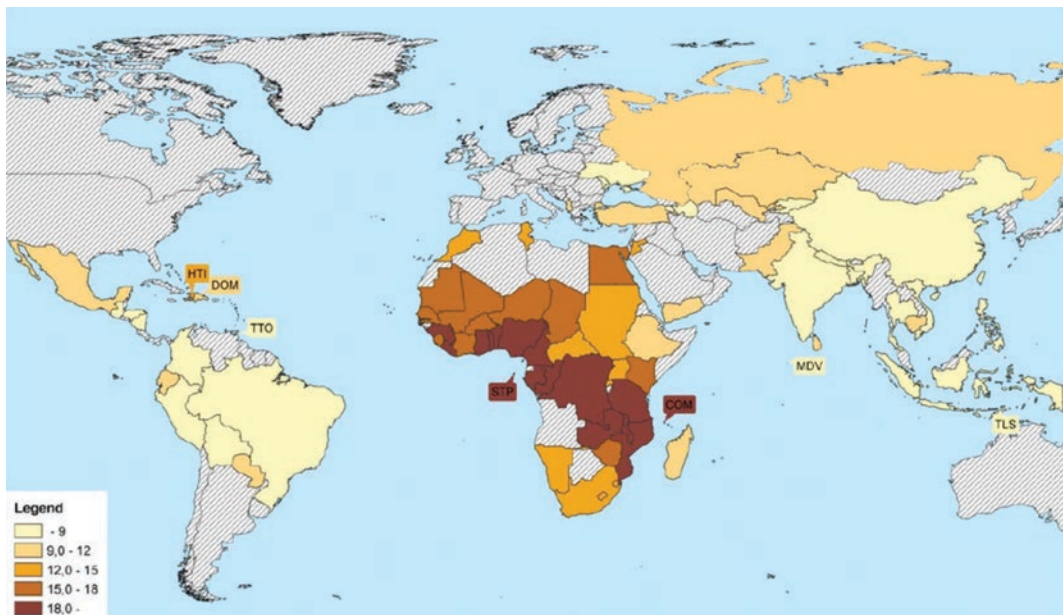 HTI
DOM
TTO
STP
COM
MDV
TLS
Legend
- 9
9,0 - 12
12,0 - 15
15,0 - 18
18,0 -